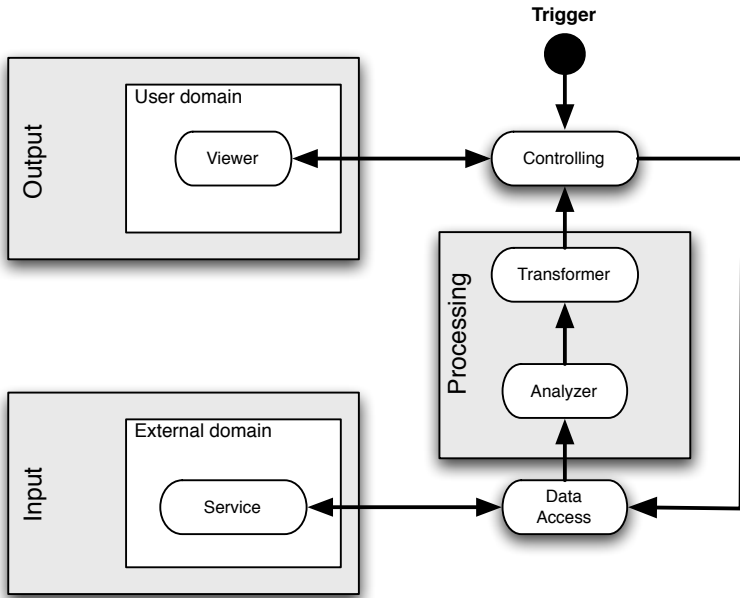 Trigger
Output
User domain
Viewer
Controlling
Processing
Transformer
Analyzer
Input
External domain
Service
Data
Access